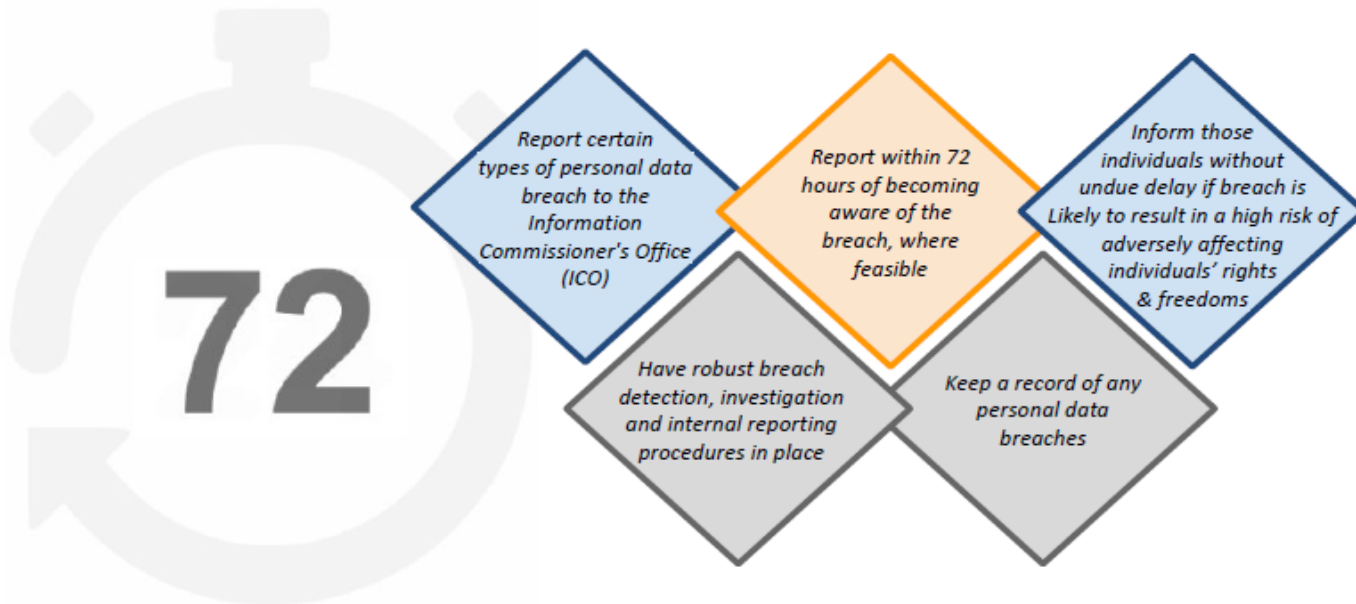 72
Report certain
types of personal data
breach to the
Information
Commissioner's Office
(ICO)
Report within 72
hours of becoming
aware of the
breach, where
feasible
Inform those
individuals without
undue delay if breach is
Likely to result in a high risk of
adversely affecting
individuals’ rights
& freedoms
Have robust breach
detection, investigation
and internal reporting
procedures in place
Keep a record of any
personal data
breaches